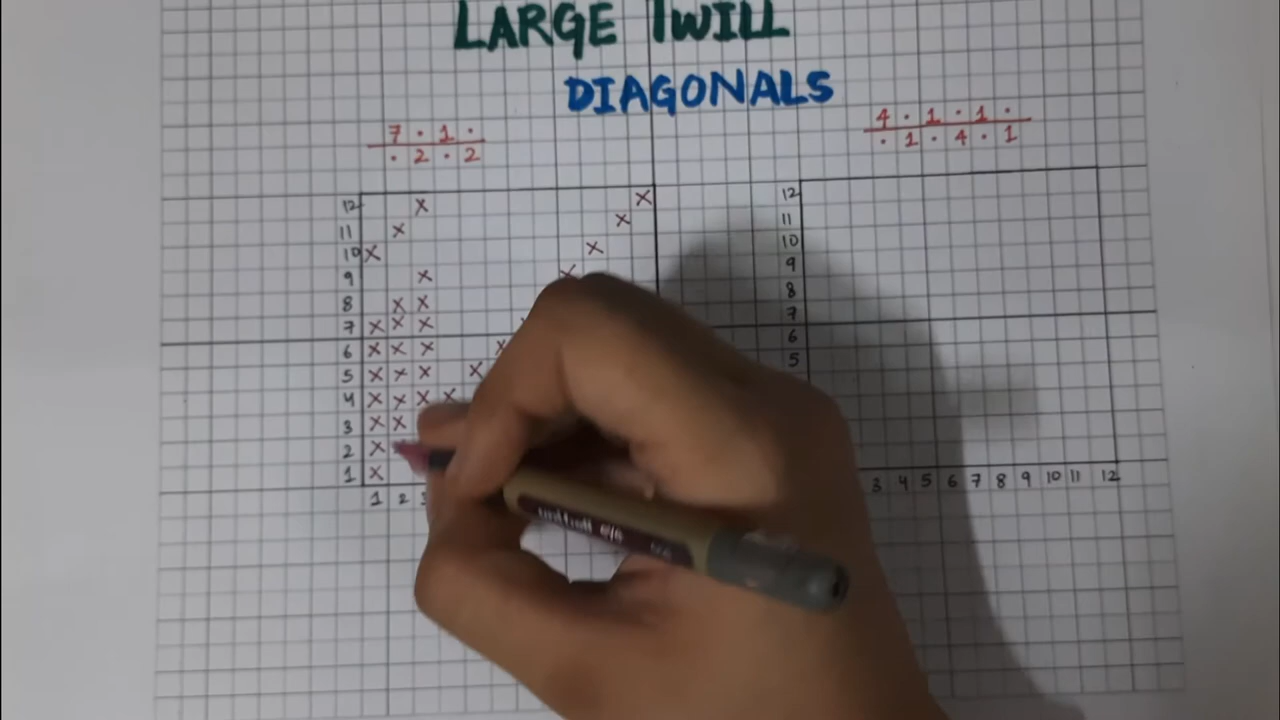 LARGE TWILL
DIAGONALS
7 · 1 ·
· 2 · 2
4 · 1 · 1 ·
· 1 · 4 · 1
12 x
11 x x
10 x x
9 x x
8 x x
7 x x x
6 x x x x
5 x x x x
4 x x x x
3 x x
2 x
1 x
1 2
12
11
10
9
8
7
6
5
3 4 5 6 7 8 9 10 11 12